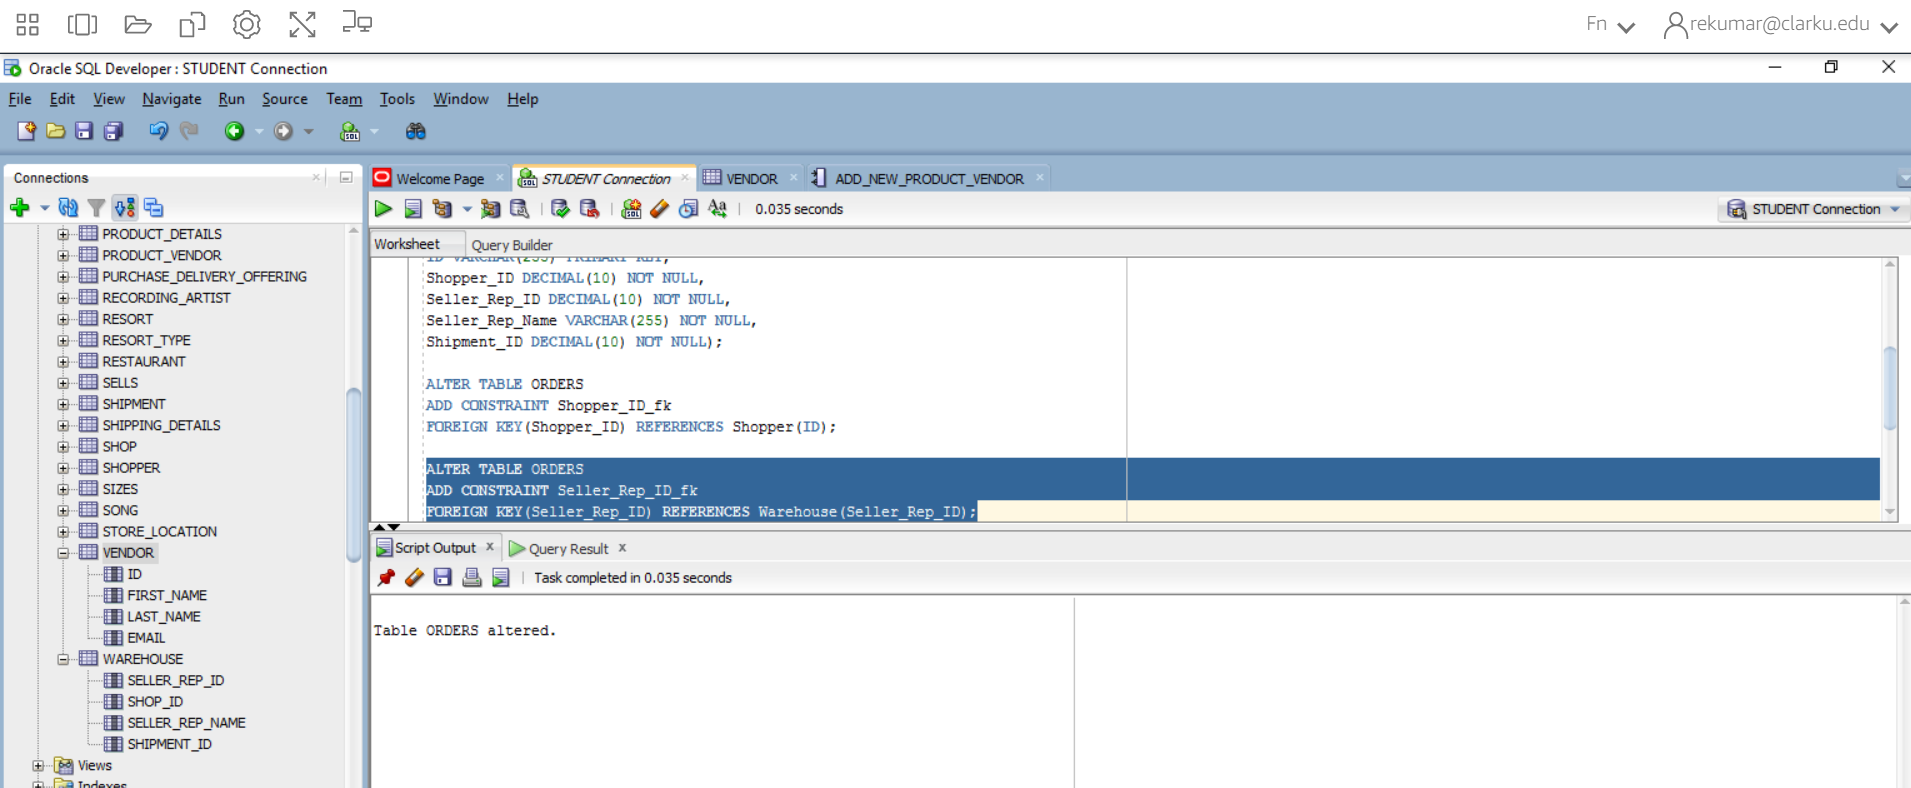 Fn
rekumar@clarku.edu
Oracle SQL Developer : STUDENT Connection
File Edit View Navigate Run Source Team Tools Window Help
Connections
Welcome Page
STUDENT Connection
VENDOR
ADD_NEW_PRODUCT_VENDOR
0.035 seconds
STUDENT Connection
Worksheet
Query Builder
PRODUCT_DETAILS
PRODUCT_VENDOR
PURCHASE_DELIVERY_OFFERING
RECORDING_ARTIST
RESORT
RESORT_TYPE
RESTAURANT
SELLS
SHIPMENT
SHIPPING_DETAILS
SHOP
SHOPPER
SIZES
SONG
STORE_LOCATION
VENDOR
ID
FIRST_NAME
LAST_NAME
EMAIL
WAREHOUSE
SELLER_REP_ID
SHOP_ID
SELLER_REP_NAME
SHIPMENT_ID
Views
Indexes
ID VARCHAR(255) PRIMARY KEY,
Shopper_ID DECIMAL(10) NOT NULL,
Seller_Rep_ID DECIMAL(10) NOT NULL,
Seller_Rep_Name VARCHAR(255) NOT NULL,
Shipment_ID DECIMAL(10) NOT NULL);
ALTER TABLE ORDERS
ADD CONSTRAINT Shopper_ID_fk
FOREIGN KEY(Shopper_ID) REFERENCES Shopper(ID);
ALTER TABLE ORDERS
ADD CONSTRAINT Seller_Rep_ID_fk
FOREIGN KEY(Seller_Rep_ID) REFERENCES Warehouse(Seller_Rep_ID);
Script Output
Query Result
Task completed in 0.035 seconds
Table ORDERS altered.